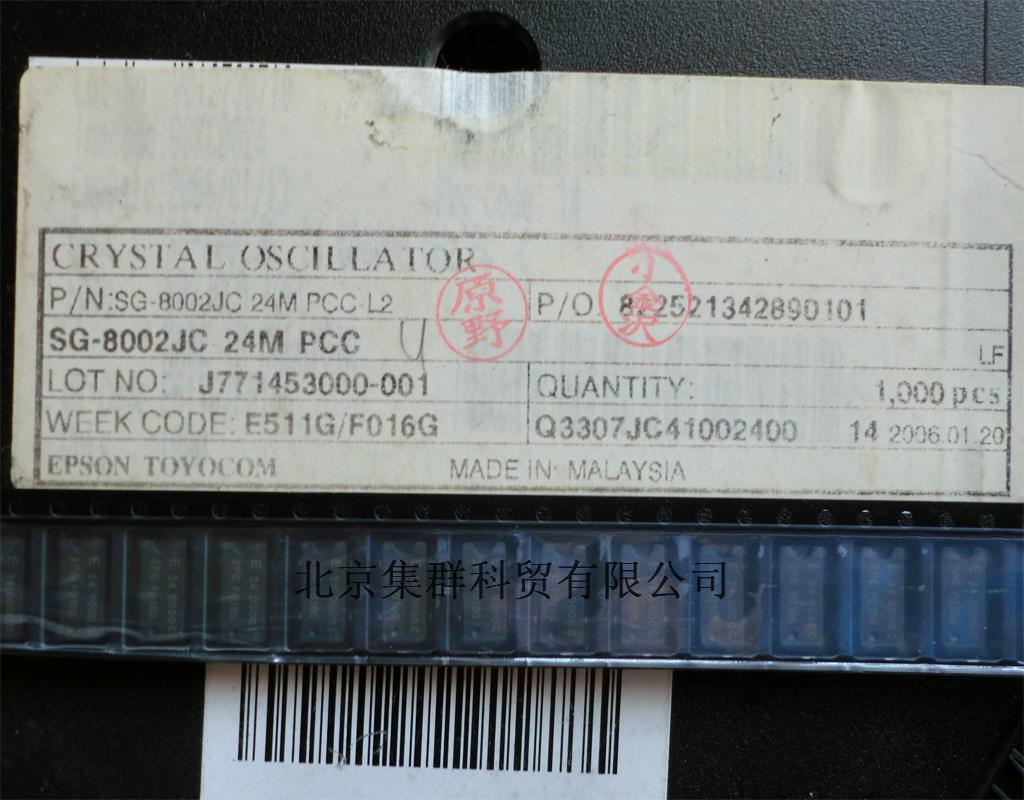 CRYSTAL OSCILLATOR
P/N:SG-8002JC 24M PCC-L2
P/O.
SG-8002JC 24M PCC
LF
LOT NO: J771453000-001
QUANTITY: 1,000 pcs
WEEK CODE: E511G/F016G
Q3307JC41002400 14 2006.01.20
EPSON TOYOCOM MADE IN MALAYSIA
原野
北京集群科贸有限公司